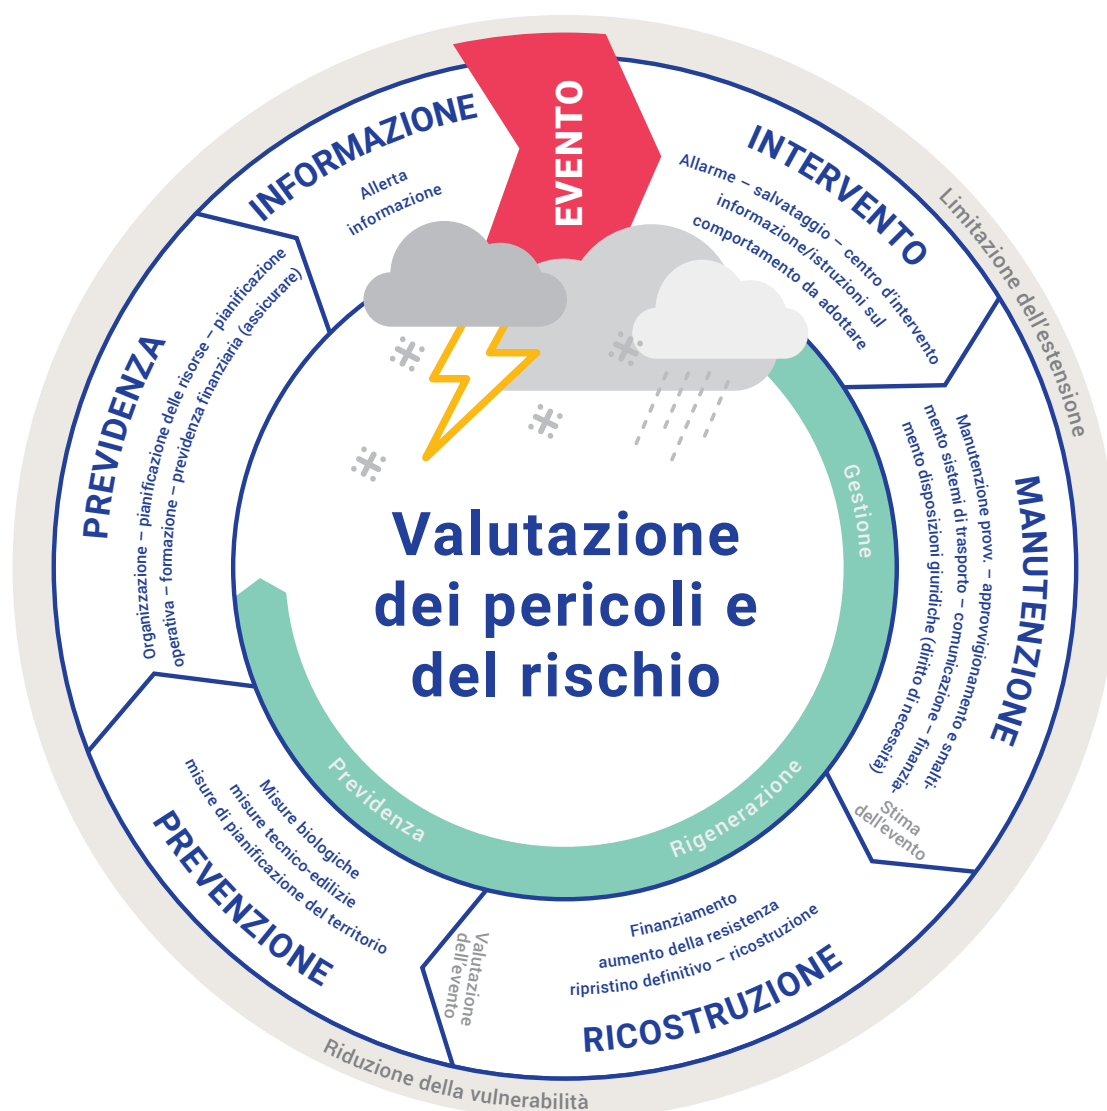 EVENTO
INTERVENTO
Allarme – salvataggio – centro d'intervento
informazione/istruzioni sul
comportamento da adottare
Limitazione dell'estensione
MANUTENZIONE
Manutenzione provv. – approvvigionamento e smalti-
mento sistemi di trasporto – comunicazione – finanzia-
mento disposizioni giuridiche (diritto di necessità)
Stima
dell'evento
RICOSTRUZIONE
Finanziamento
aumento della resistenza
ripristino definitivo – ricostruzione
Valutazione
dell'evento
Riduzione della vulnerabilità
PREVENZIONE
Misure biologiche
misure tecnico-edilizie
misure di pianificazione del territorio
PREVIDENZA
Organizzazione – pianificazione delle risorse – pianificazione
operativa – formazione – previdenza finanziaria (assicurare)
INFORMAZIONE
Allerta
informazione
Gestione
Rigenerazione
Previdenza
Valutazione
dei pericoli e
del rischio